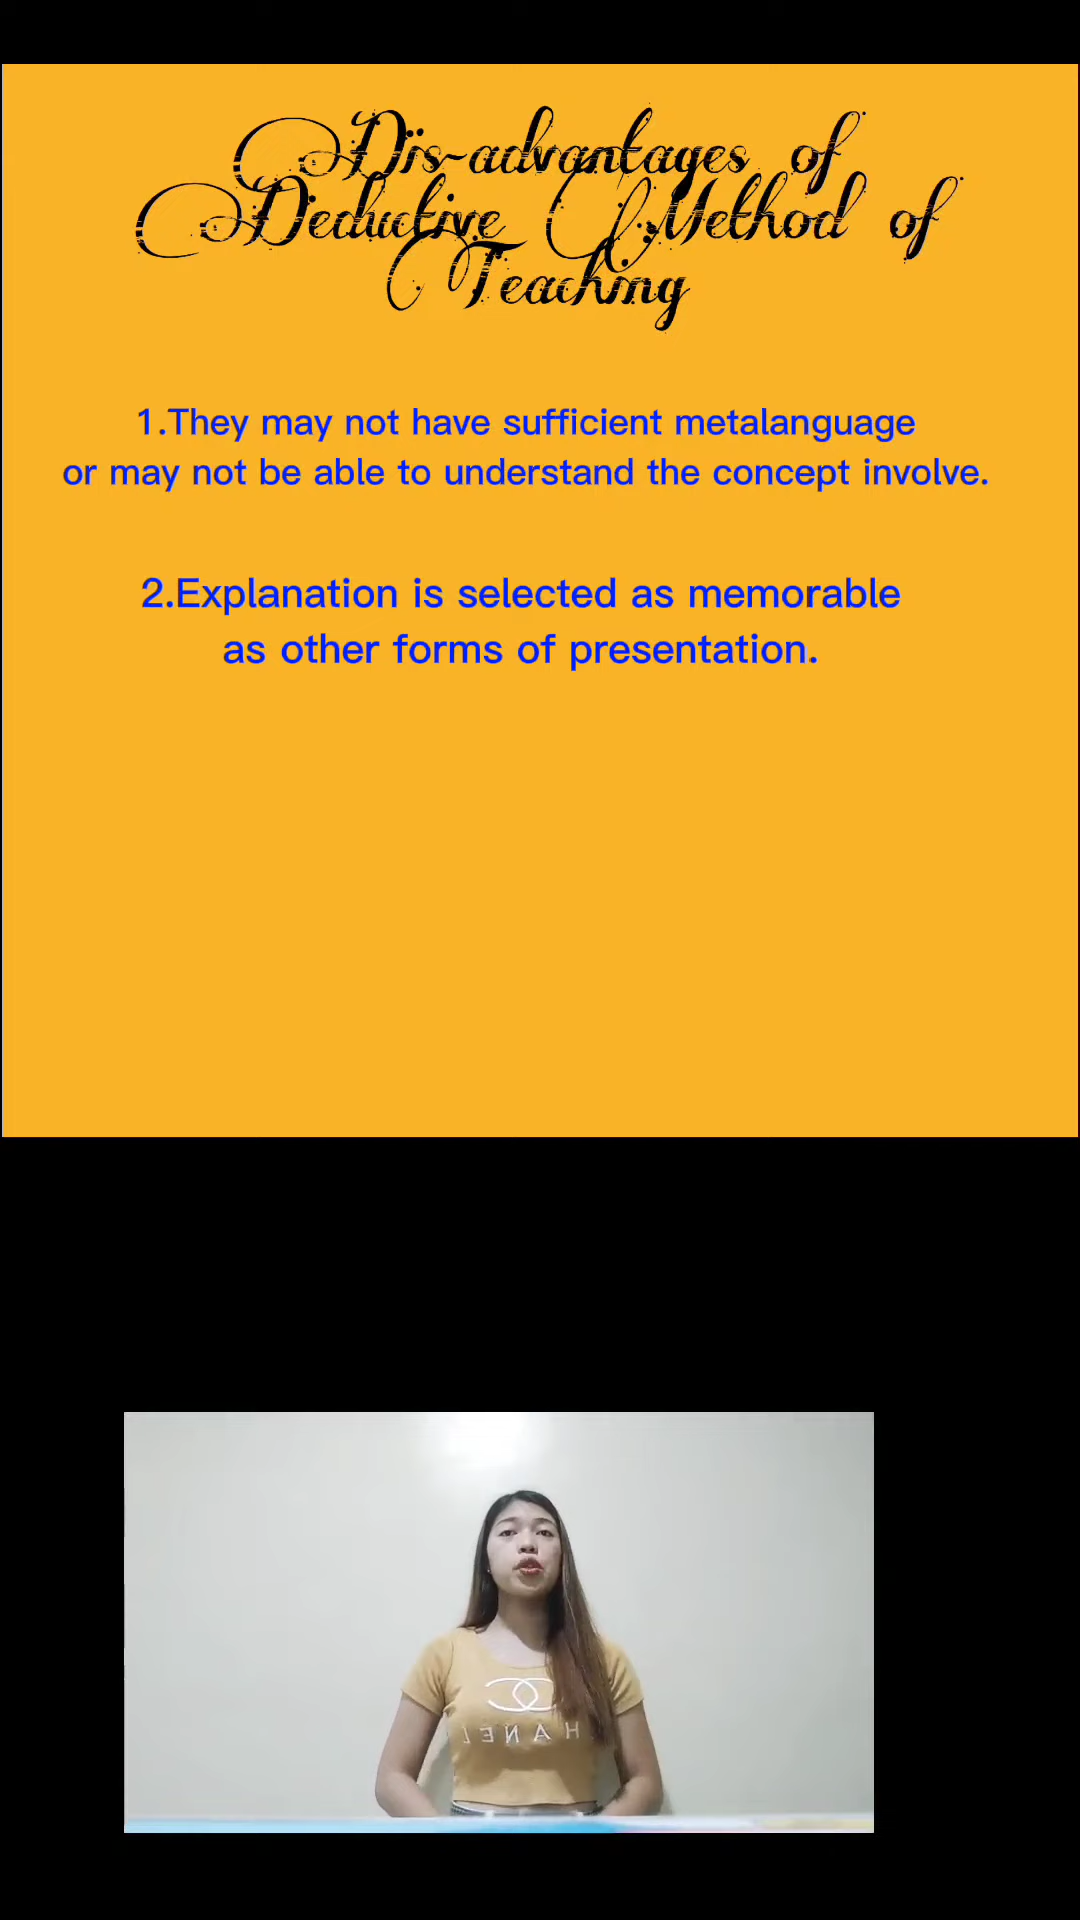 Dis-advantages of
Deductive Method of
Teaching
1.They may not have sufficient metalanguage
or may not be able to understand the concept involve.
2.Explanation is selected as memorable
as other forms of presentation.
HANEL